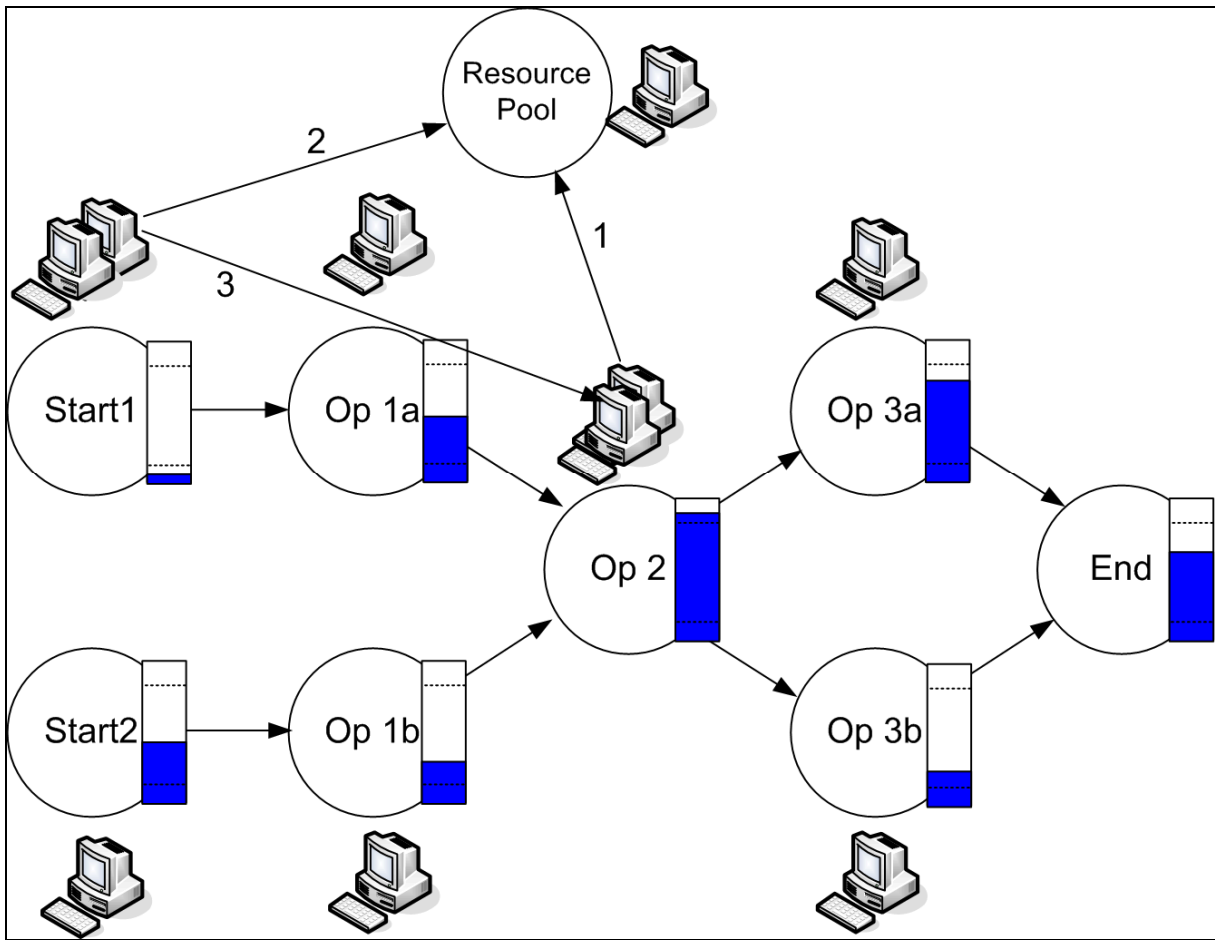 Resource
Pool
2
1
3
Start1
Op 1a
Op 3a
Op 2
End
Start2
Op 1b
Op 3b